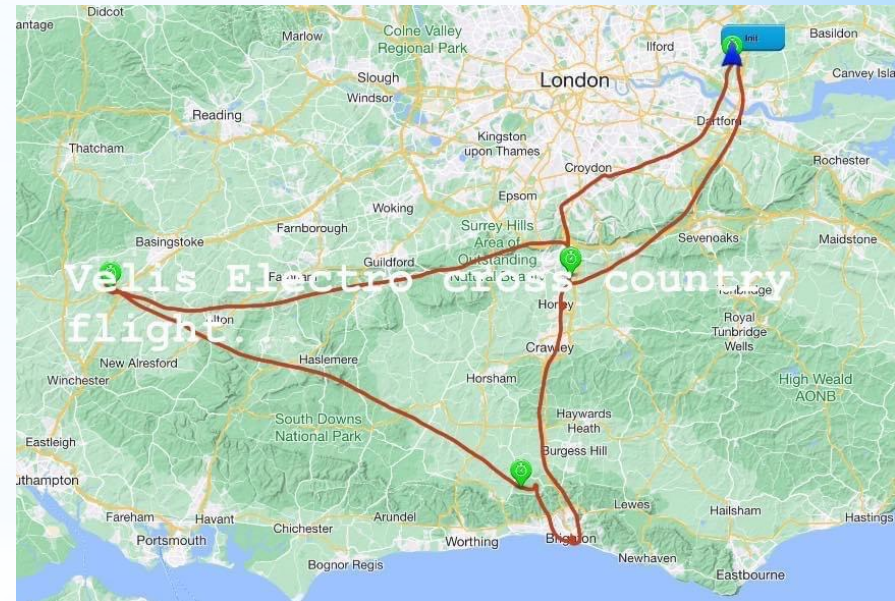 Didcot
antage
Marlow
Colne Valley
Regional Park
Ilford
Init
Basildon
Slough
London
Canvey Isla
Windsor
Reading
Dartford
Thatcham
Kingston
upon Thames
Croydon
Rochester
Epsom
Woking
Farnborough
Surrey Hills
Area of
Outstanding
Basingstoke
Sevenoaks
Maidstone
Guildford
Velis Electro cross country
flight..
Horley
Royal
Tunbridge
Wells
Crawley
New Alresford
Haslemere
Winchester
Horsham
High Weald
AONB
Haywards
Heath
South Downs
National Park
Eastleigh
Burgess Hill
uthampton
Lewes
Hailsham
Fareham
Havant
Arundel
Hastings
Chichester
Worthing
Brighton
Portsmouth
Newhaven
Bognor Regis
Eastbourne